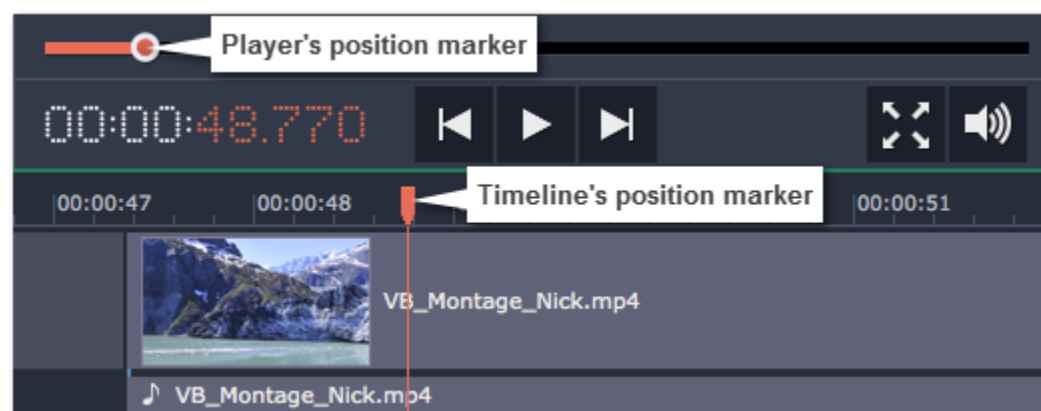 Player's position marker
00:00:48.770
Timeline's position marker
00:00:47 00:00:48 00:00:51
VB_Montage_Nick.mp4
VB_Montage_Nick.mp4